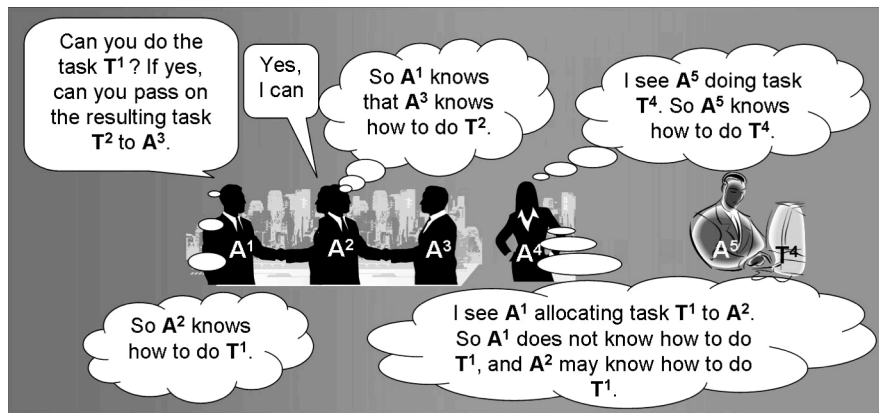 Can you do the
task T¹? If yes,
can you pass on
the resulting task
T² to A³.
Yes,
I can
So A¹ knows
that A³ knows
how to do T².
I see A⁵ doing task
T⁴. So A⁵ knows
how to do T⁴.
A¹
A²
A³
A⁴
A⁵
T⁴
So A² knows
how to do T¹.
I see A¹ allocating task T¹ to A².
So A¹ does not know how to do
T¹, and A² may know how to do
T¹.